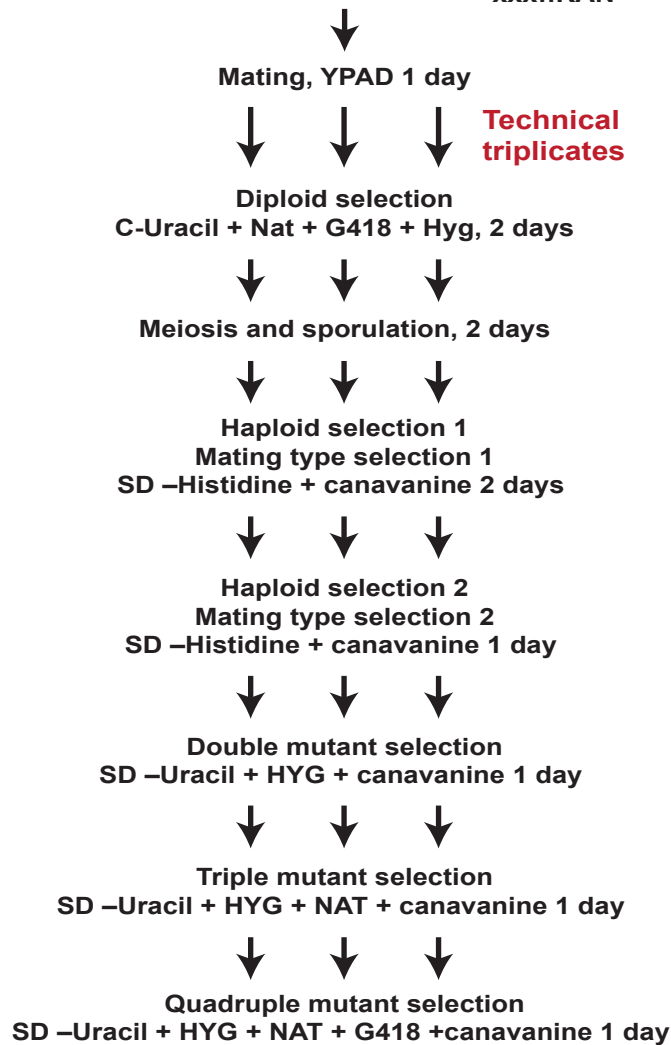 Mating, YPAD 1 day
Technical
triplicates
Diploid selection
C-Uracil + Nat + G418 + Hyg, 2 days
Meiosis and sporulation, 2 days
Haploid selection 1
Mating type selection 1
SD –Histidine + canavanine 2 days
Haploid selection 2
Mating type selection 2
SD –Histidine + canavanine 1 day
Double mutant selection
SD –Uracil + HYG + canavanine 1 day
Triple mutant selection
SD –Uracil + HYG + NAT + canavanine 1 day
Quadruple mutant selection
SD –Uracil + HYG + NAT + G418 +canavanine 1 day